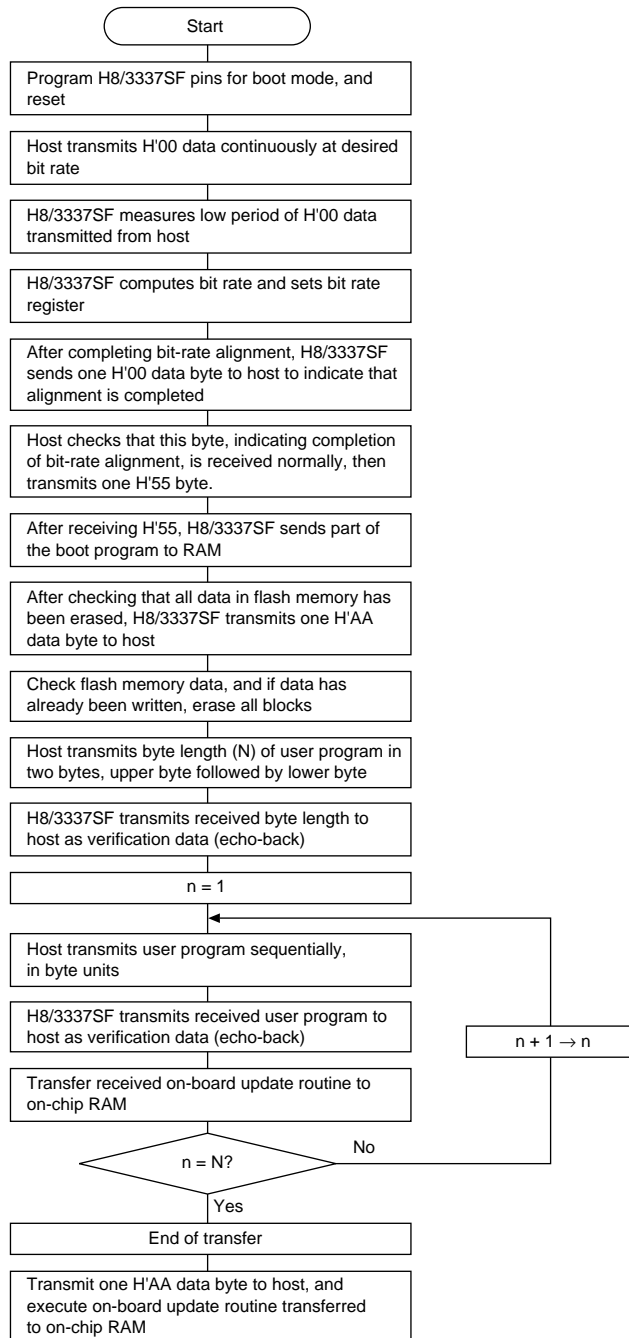 Start
Program H8/3337SF pins for boot mode, and
reset
Host transmits H'00 data continuously at desired
bit rate
H8/3337SF measures low period of H'00 data
transmitted from host
H8/3337SF computes bit rate and sets bit rate
register
After completing bit-rate alignment, H8/3337SF
sends one H'00 data byte to host to indicate that
alignment is completed
Host checks that this byte, indicating completion
of bit-rate alignment, is received normally, then
transmits one H'55 byte.
After receiving H'55, H8/3337SF sends part of
the boot program to RAM
After checking that all data in flash memory has
been erased, H8/3337SF transmits one H'AA
data byte to host
Check flash memory data, and if data has
already been written, erase all blocks
Host transmits byte length (N) of user program in
two bytes, upper byte followed by lower byte
H8/3337SF transmits received byte length to
host as verification data (echo-back)
n = 1
Host transmits user program sequentially,
in byte units
H8/3337SF transmits received user program to
host as verification data (echo-back)
n + 1 → n
Transfer received on-board update routine to
on-chip RAM
n = N?
No
Yes
End of transfer
Transmit one H'AA data byte to host, and
execute on-board update routine transferred
to on-chip RAM